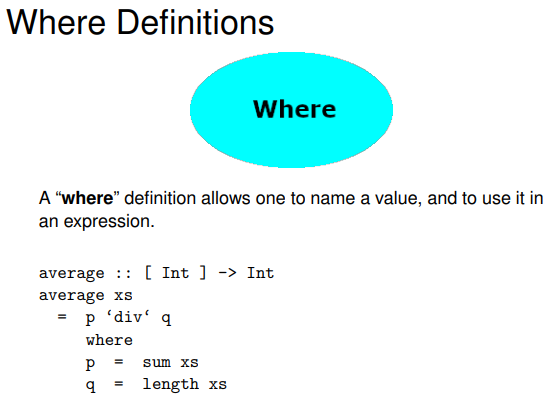 Where Definitions
Where
A “where” definition allows one to name a value, and to use it in
an expression.
average :: [ Int ] -> Int
average xs
  =  p ‘div‘ q
     where
     p  =  sum xs
     q  =  length xs